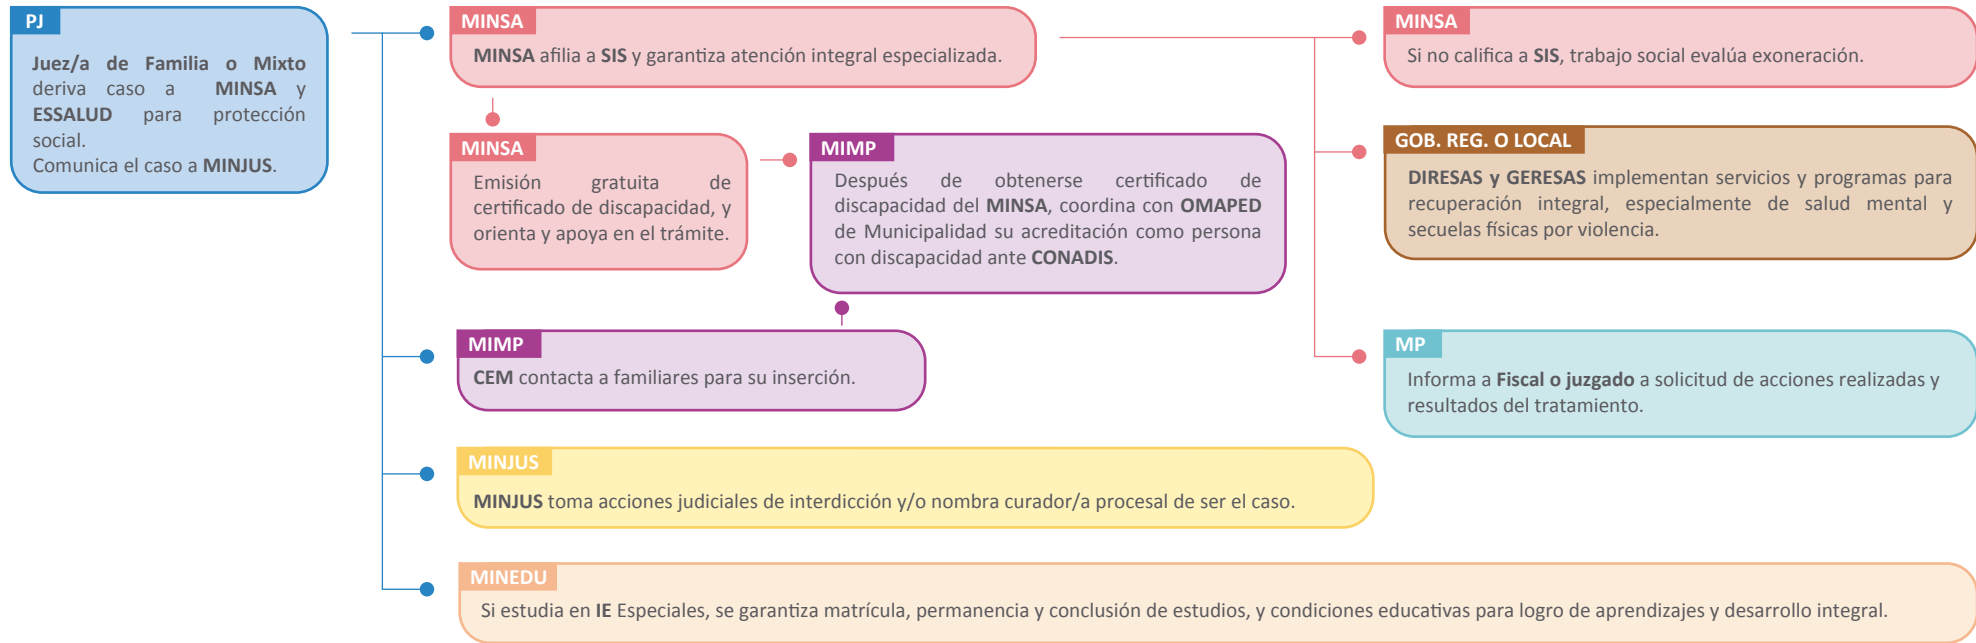 PJ
Juez/a de Familia o Mixto
deriva caso a MINSA y
ESSALUD para protección
social.
Comunica el caso a MINJUS.
MINSA
MINSA afilia a SIS y garantiza atención integral especializada.
MINSA
Si no califica a SIS, trabajo social evalúa exoneración.
MINSA
Emisión gratuita de
certificado de discapacidad, y
orienta y apoya en el trámite.
MIMP
Después de obtenerse certificado de
discapacidad del MINSA, coordina con OMAPED
de Municipalidad su acreditación como persona
con discapacidad ante CONADIS.
GOB. REG. O LOCAL
DIRESAS y GERESAS implementan servicios y programas para
recuperación integral, especialmente de salud mental y
secuelas físicas por violencia.
MIMP
CEM contacta a familiares para su inserción.
MP
Informa a Fiscal o juzgado a solicitud de acciones realizadas y
resultados del tratamiento.
MINJUS
MINJUS toma acciones judiciales de interdicción y/o nombra curador/a procesal de ser el caso.
MINEDU
Si estudia en IE Especiales, se garantiza matrícula, permanencia y conclusión de estudios, y condiciones educativas para logro de aprendizajes y desarrollo integral.